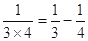 1/(3×4) = 1/3 − 1/4